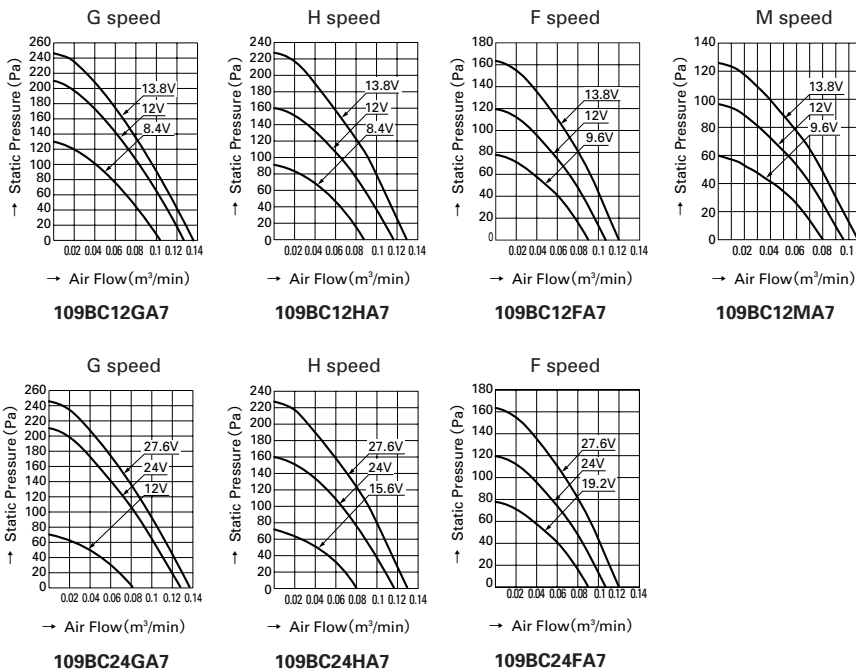 G speed
→ Static Pressure (Pa)
260
240
220
200
180
160
140
120
100
80
60
40
20
0
13.8V
12V
8.4V
0.02 0.04 0.06 0.08 0.1 0.12 0.14
→ Air Flow(m³/min)
109BC12GA7
H speed
→ Static Pressure (Pa)
240
220
200
180
160
140
120
100
80
60
40
20
0
13.8V
12V
8.4V
0.02 0.04 0.06 0.08 0.1 0.12 0.14
→ Air Flow(m³/min)
109BC12HA7
F speed
→ Static Pressure (Pa)
180
160
140
120
100
80
60
40
20
0
13.8V
12V
9.6V
0.02 0.04 0.06 0.08 0.1 0.12 0.14
→ Air Flow(m³/min)
109BC12FA7
M speed
→ Static Pressure (Pa)
140
120
100
80
60
40
20
0
13.8V
12V
9.6V
0.02 0.04 0.06 0.08 0.1
→ Air Flow(m³/min)
109BC12MA7
G speed
→ Static Pressure (Pa)
260
240
220
200
180
160
140
120
100
80
60
40
20
0
27.6V
24V
12V
0.02 0.04 0.06 0.08 0.1 0.12 0.14
→ Air Flow(m³/min)
109BC24GA7
H speed
→ Static Pressure (Pa)
240
220
200
180
160
140
120
100
80
60
40
20
0
27.6V
24V
15.6V
0.02 0.04 0.06 0.08 0.1 0.12 0.14
→ Air Flow(m³/min)
109BC24HA7
F speed
→ Static Pressure (Pa)
180
160
140
120
100
80
60
40
20
0
27.6V
24V
19.2V
0.02 0.04 0.06 0.08 0.1 0.12 0.14
→ Air Flow(m³/min)
109BC24FA7